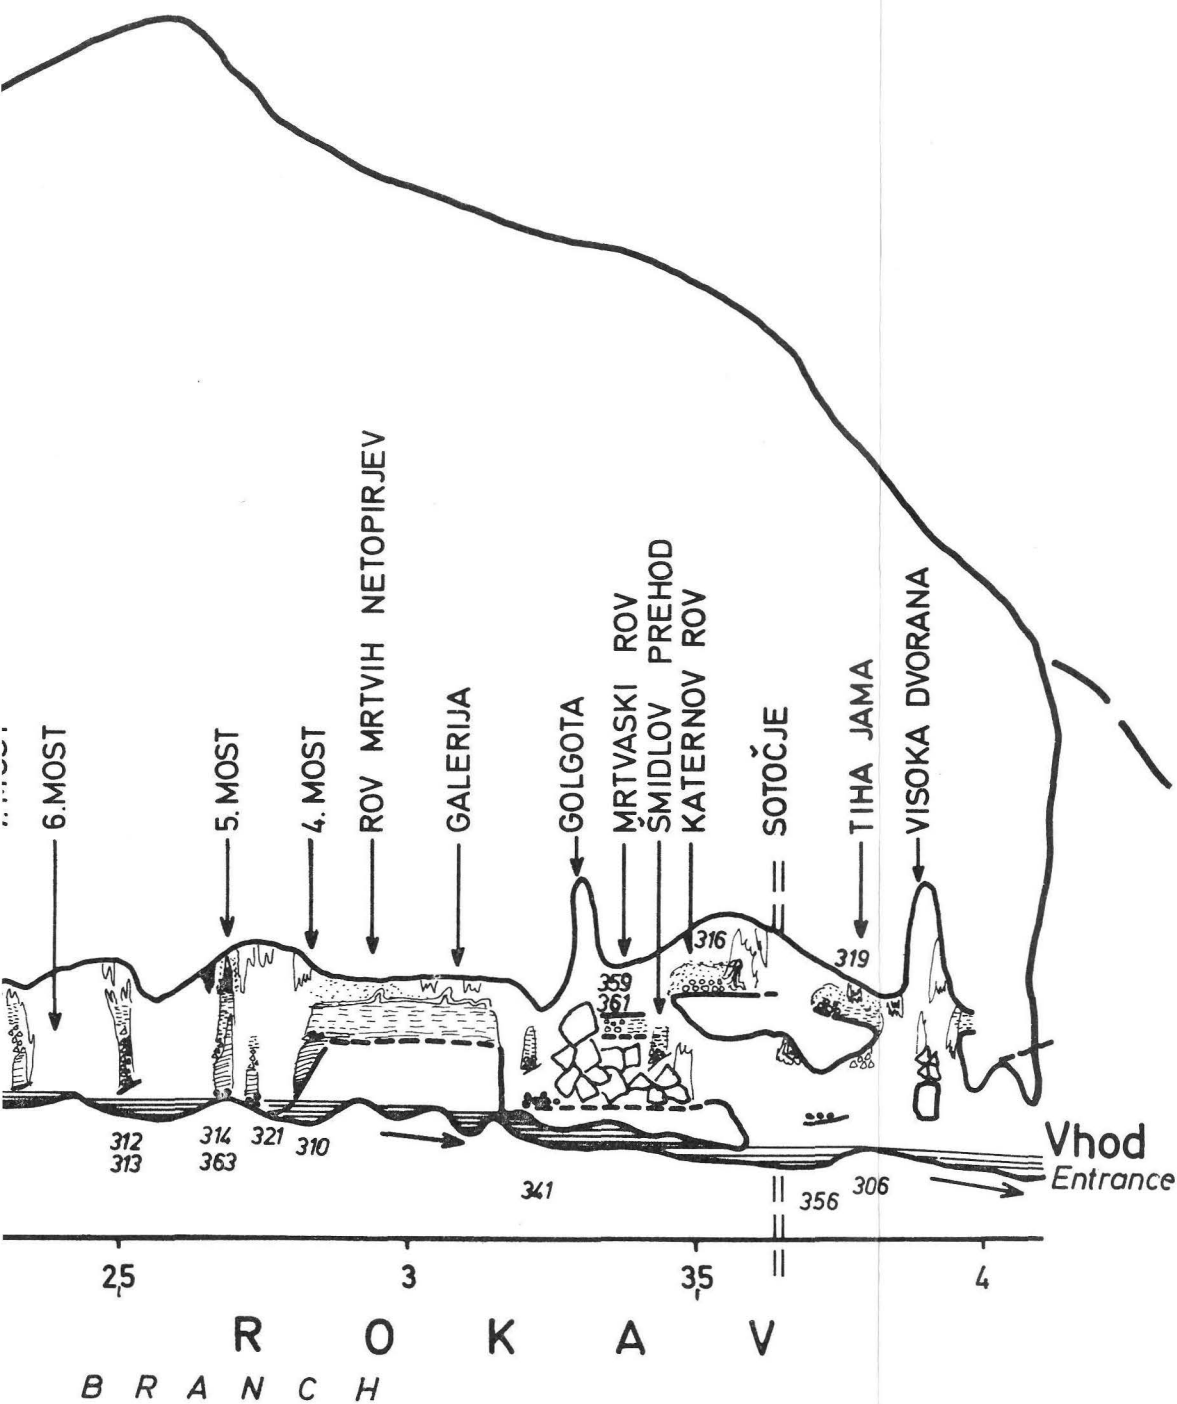 6.MOST
5.MOST
4.MOST
ROV MRTVIH NETOPIRJEV
GALERIJA
GOLGOTA
MRTVAŠKI ROV
ŠMIDLOV PREHOD
KATERNOV ROV
SOTOČJE
TIHA JAMA
VISOKA DVORANA
316
319
359
361
312
313
314
363
321
310
341
356
306
Vhod
Entrance
2,5
3
3,5
4
R O K A V
B R A N C H